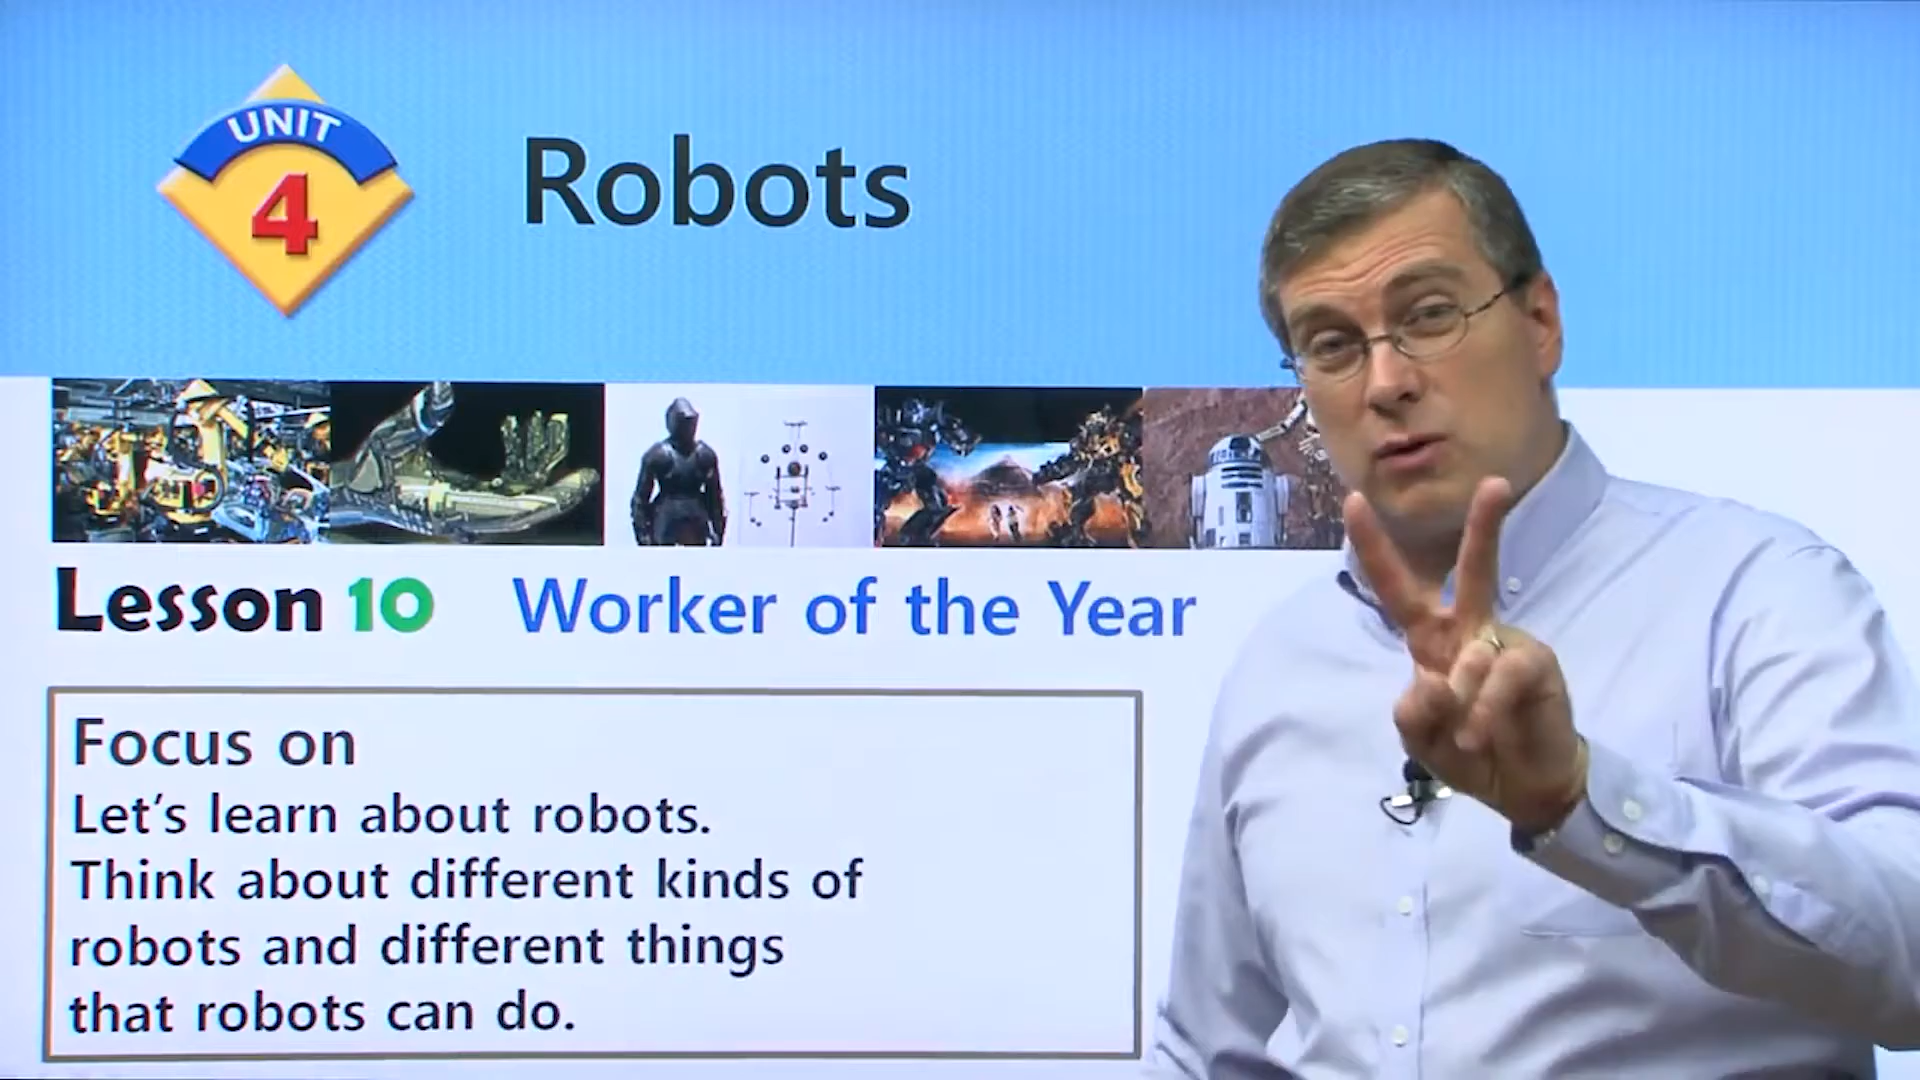 UNIT
4
Robots
Lesson 10 Worker of the Year
Focus on
Let's learn about robots.
Think about different kinds of
robots and different things
that robots can do.